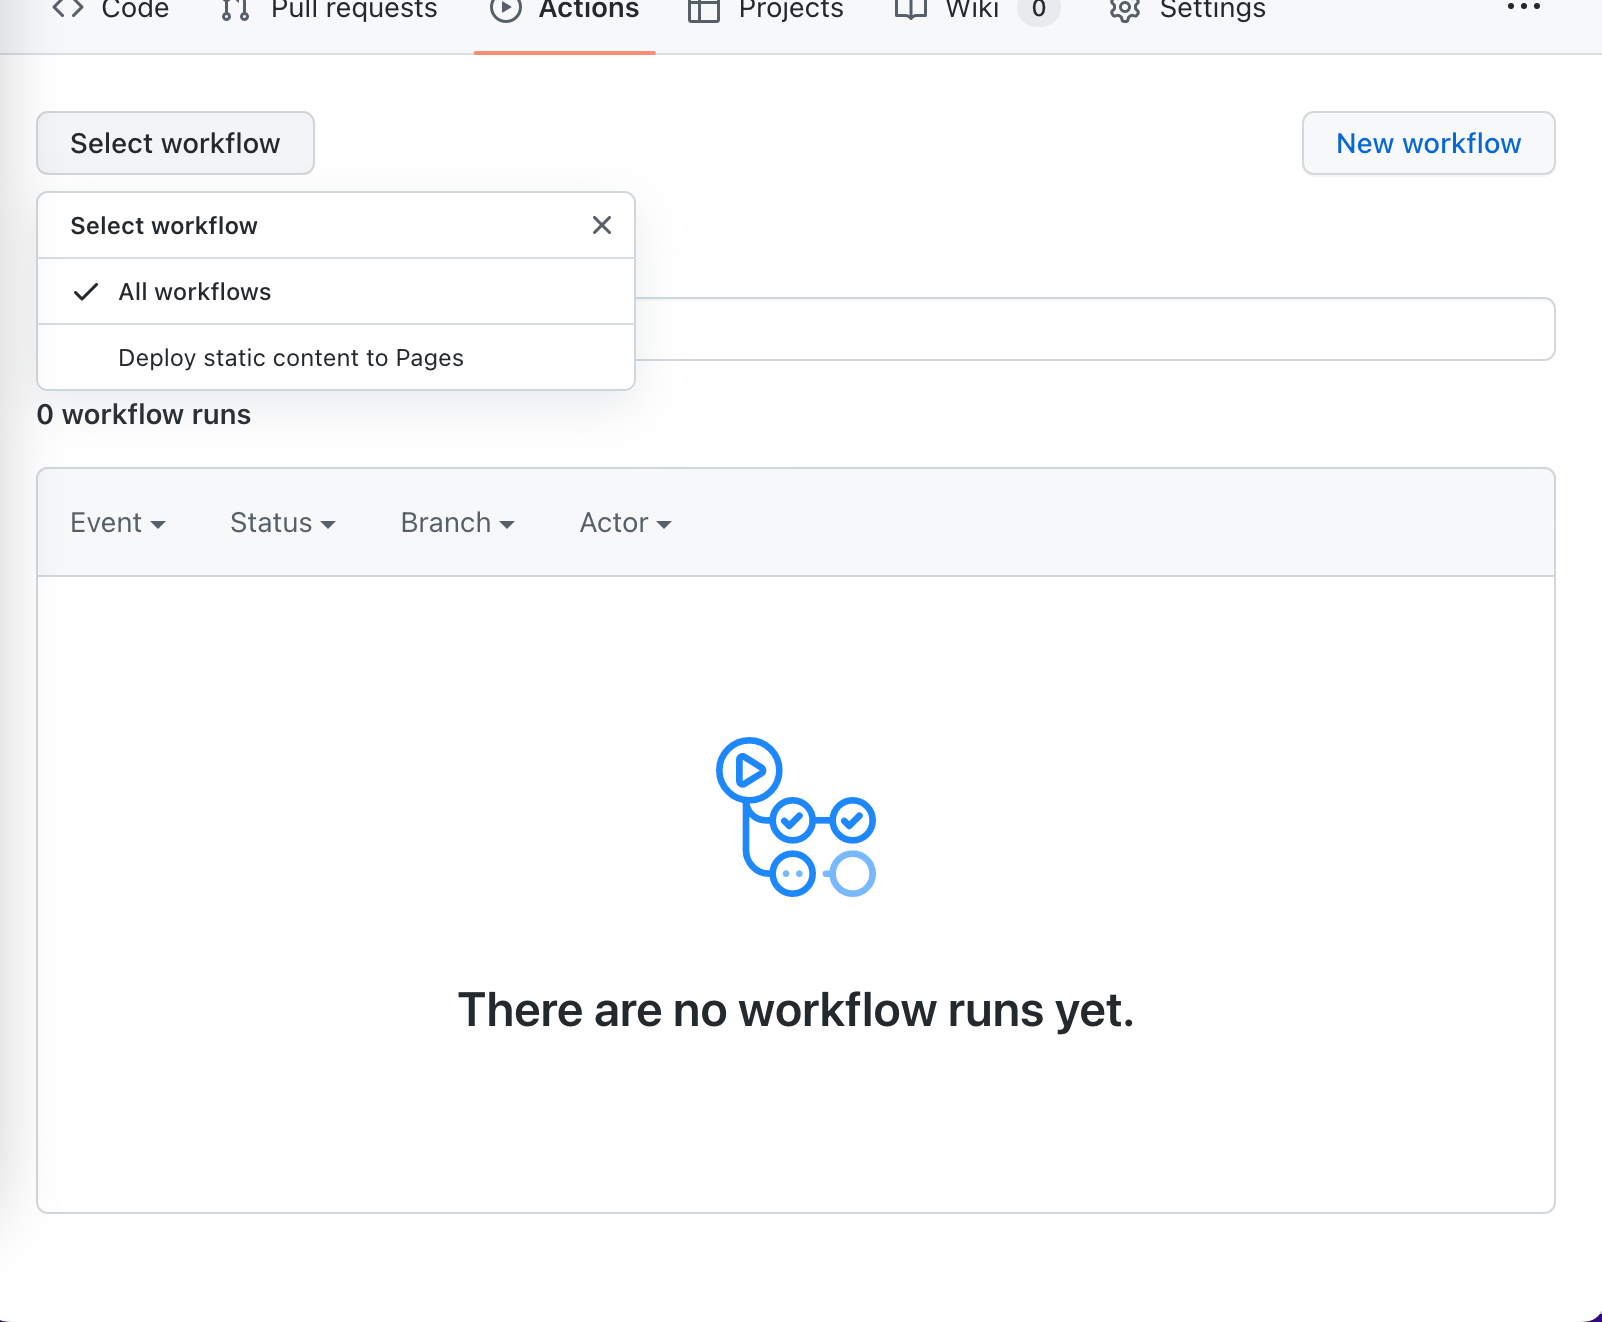 Code Pull requests Actions Projects Wiki 0 Settings
Select workflow New workflow
Select workflow
All workflows
Deploy static content to Pages
0 workflow runs
Event Status Branch Actor
There are no workflow runs yet.